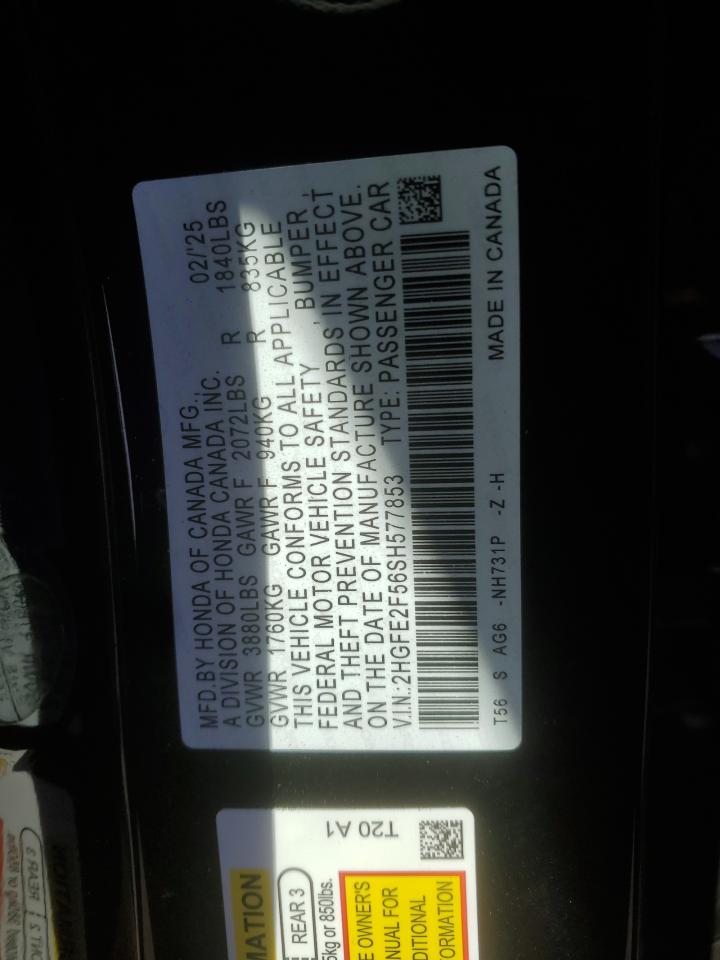 MFD.BY HONDA OF CANADA MFG., 02/'25
A DIVISION OF HONDA CANADA INC.
GVWR 3880LBS GAWR F 2072LBS R 1840LBS
GVWR 1760KG GAWR F 940KG R 835KG
THIS VEHICLE CONFORMS TO ALL APPLICABLE
FEDERAL MOTOR VEHICLE SAFETY, BUMPER,
AND THEFT PREVENTION STANDARDS IN EFFECT
ON THE DATE OF MANUFACTURE SHOWN ABOVE.
V.I.N.:2HGFE2F56SH577853 TYPE: PASSENGER CAR
T56 S AG6 -NH731P -Z -H MADE IN CANADA
T20 A1
MATION
REAR 3
5kg or 850lbs.
E OWNER'S
NUAL FOR
DITIONAL
ORMATION